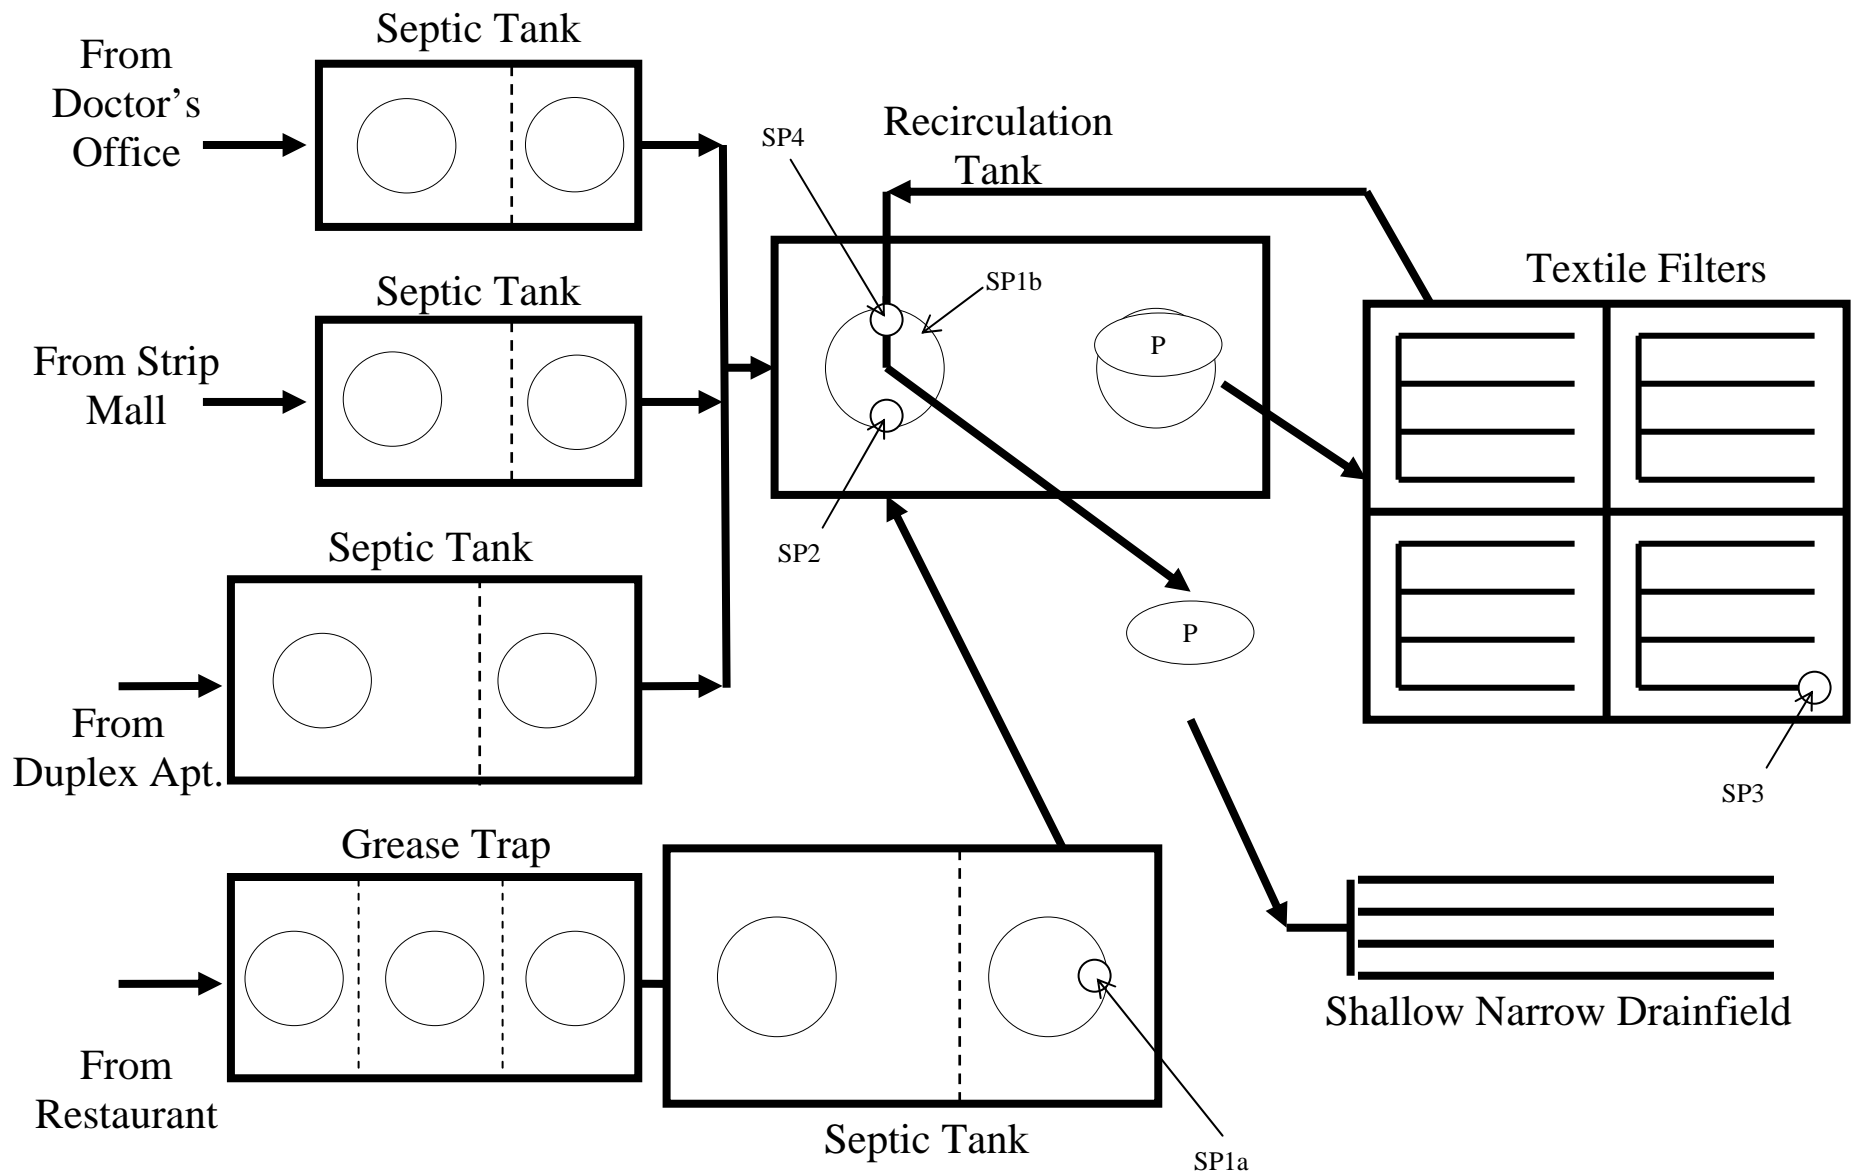 Septic Tank
From
Doctor's
Office
SP4
Recirculation
Tank
Septic Tank
SP1b
Textile Filters
From Strip
Mall
P
Septic Tank
SP2
P
From
Duplex Apt.
SP3
Grease Trap
Shallow Narrow Drainfield
From
Restaurant
Septic Tank
SP1a